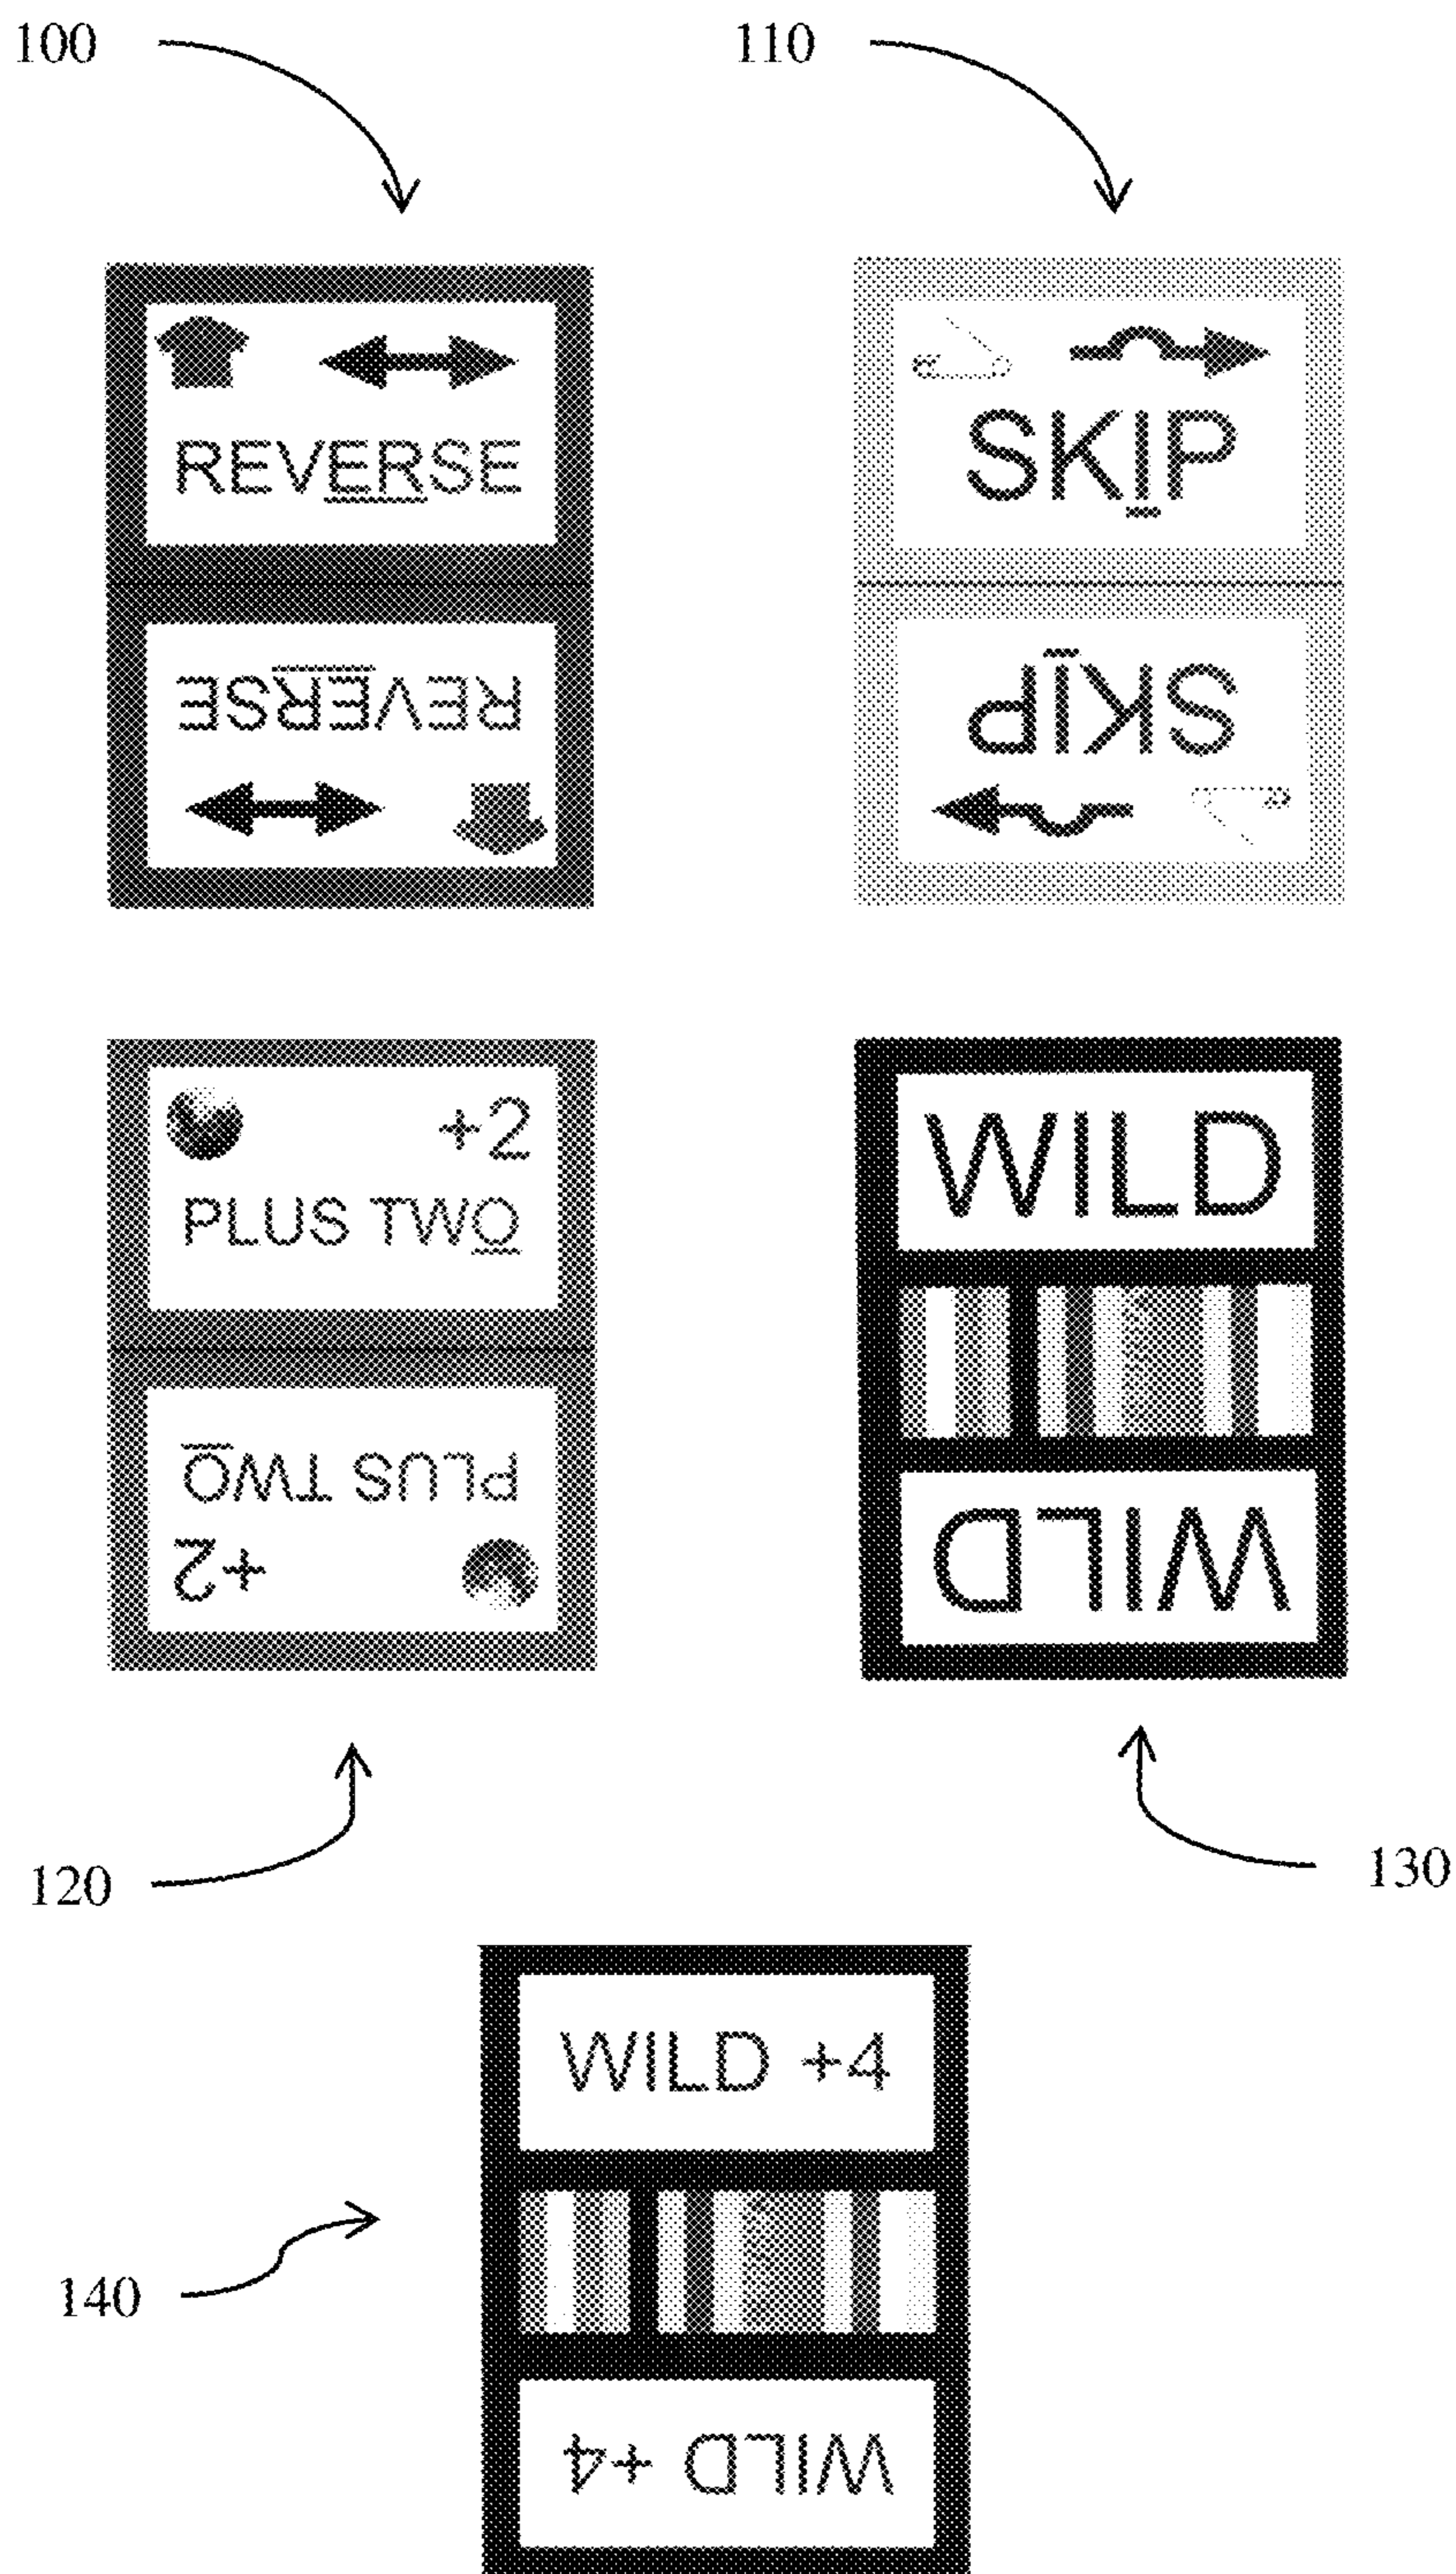 100
110
REVERSE
REVERSE
SKIP
SKIP
+2
PLUS TWO
PLUS TWO
+2
WILD
WILD
120
130
WILD +4
140
WILD +4